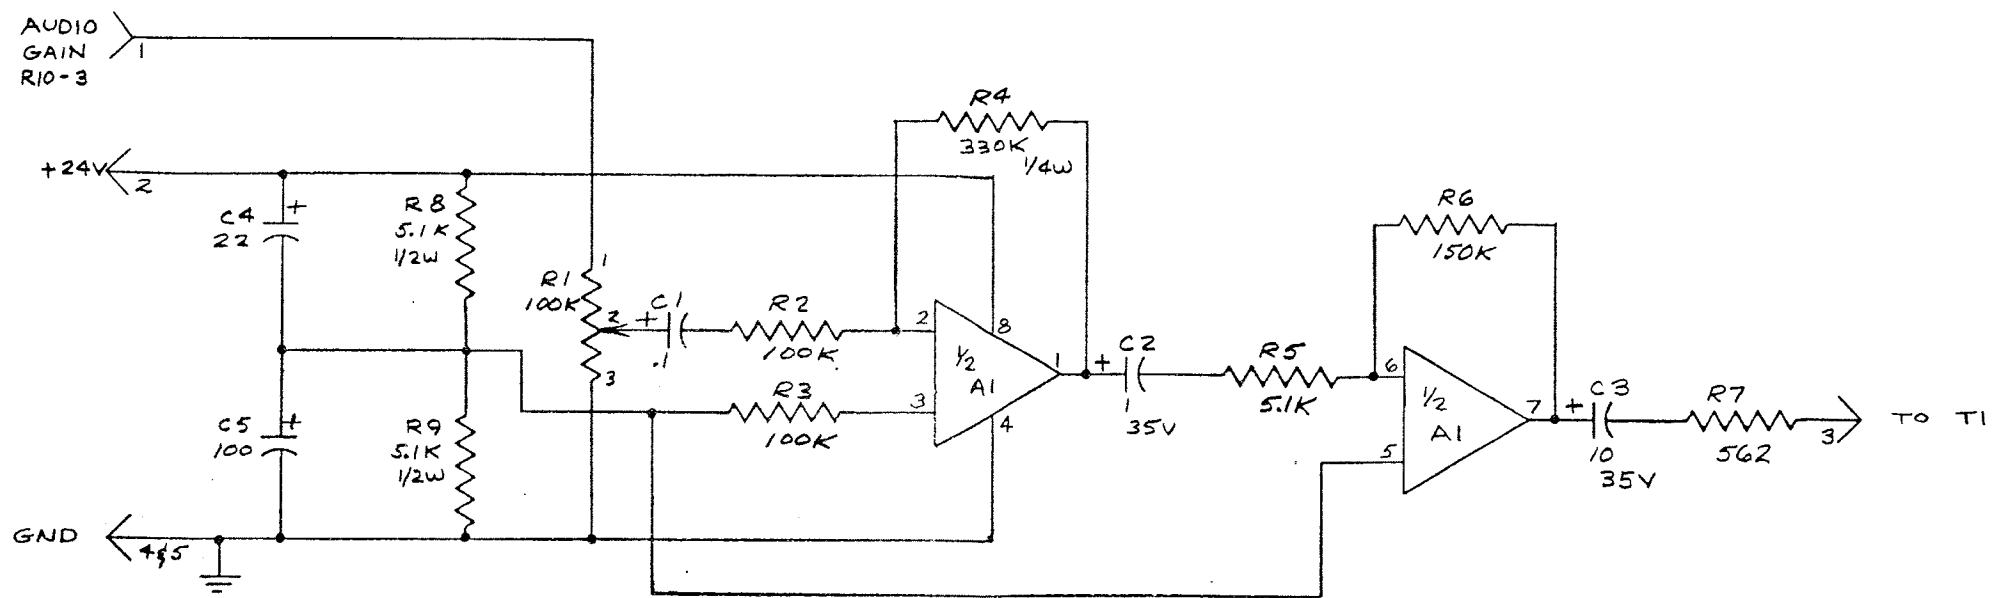 AUDIO
GAIN
R10-3
1
+24V
2
C4
+
22
R8
5.1K
1/2W
C5
+
100
R9
5.1K
1/2W
GND
4&5
R1
100K
1
2
3
C1
+
.1
R2
100K
R3
100K
R4
330K
1/4W
2
3
8
4
1
1/2
A1
+
C2
1
35V
R5
5.1K
R6
150K
6
5
7
1/2
A1
+
C3
10
35V
R7
562
3
TO T1